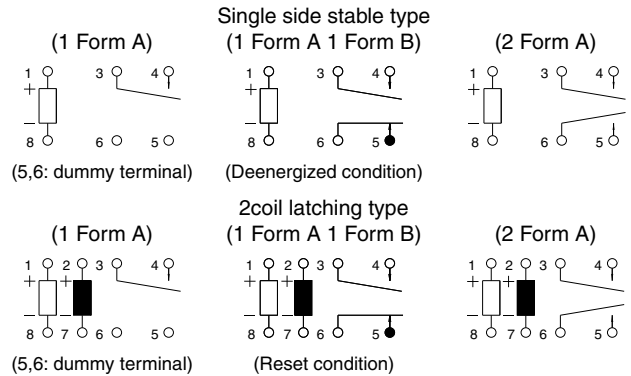 Single side stable type
(1 Form A) (1 Form A 1 Form B) (2 Form A)
1 3 4 1 3 4 1 3 4
+ + +
− − −
8 6 5 8 6 5 8 6 5
(5,6: dummy terminal) (Deenergized condition)
2coil latching type
(1 Form A) (1 Form A 1 Form B) (2 Form A)
1 2 3 4 1 2 3 4 1 2 3 4
+ + + + + +
− − − − − −
8 7 6 5 8 7 6 5 8 7 6 5
(5,6: dummy terminal) (Reset condition)